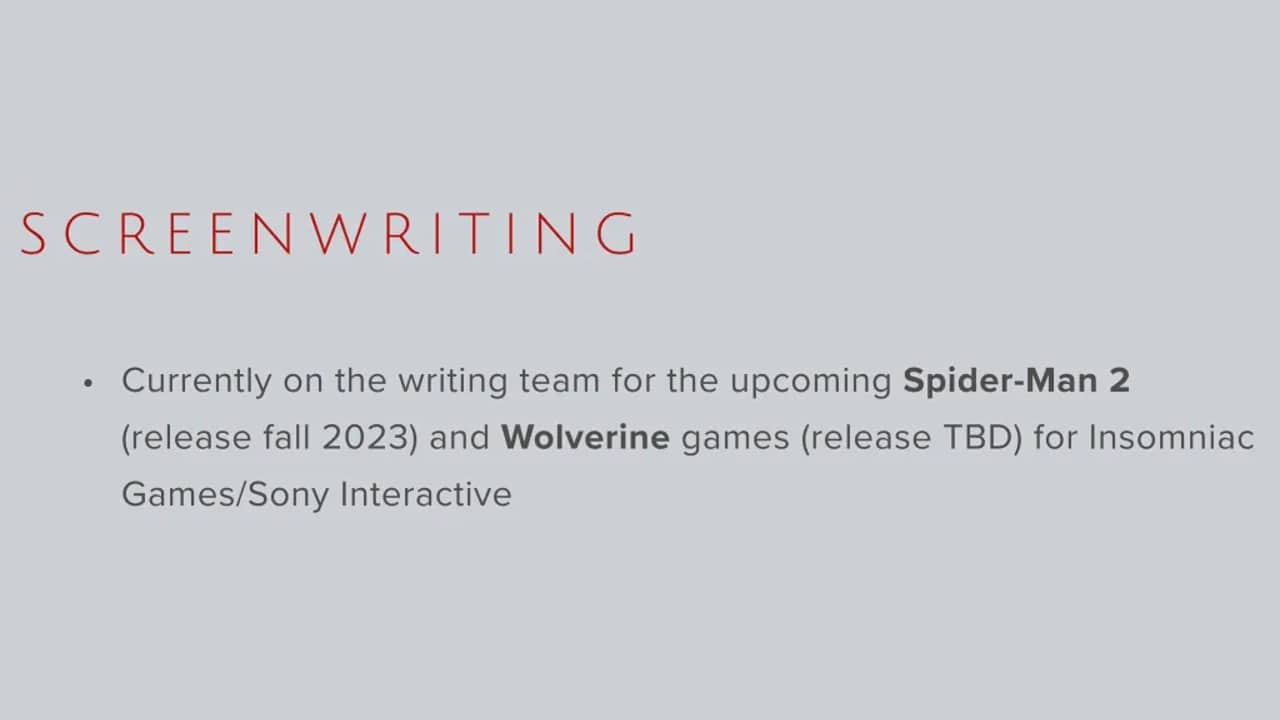 SCREENWRITING
• Currently on the writing team for the upcoming Spider-Man 2
(release fall 2023) and Wolverine games (release TBD) for Insomniac
Games/Sony Interactive